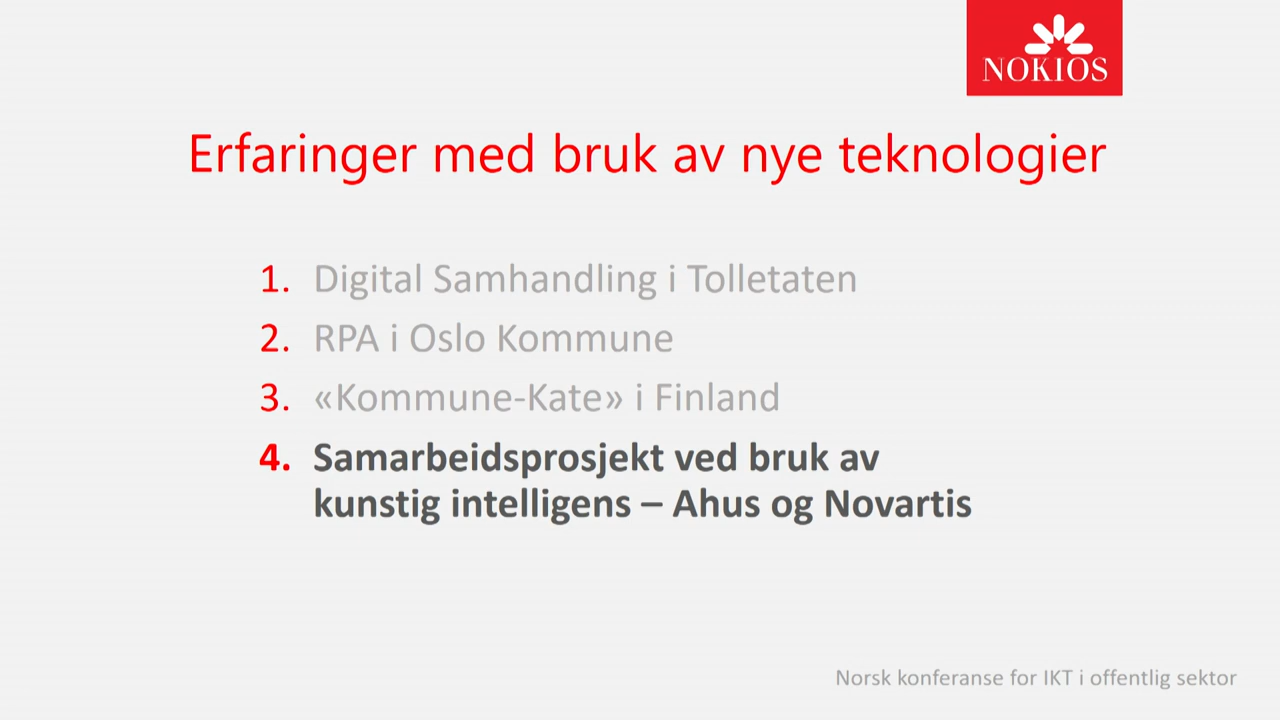 NOKIOS
Erfaringer med bruk av nye teknologier
1. Digital Samhandling i Tolletaten
2. RPA i Oslo Kommune
3. «Kommune-Kate» i Finland
4. Samarbeidsprosjekt ved bruk av
kunstig intelligens – Ahus og Novartis
Norsk konferanse for IKT i offentlig sektor